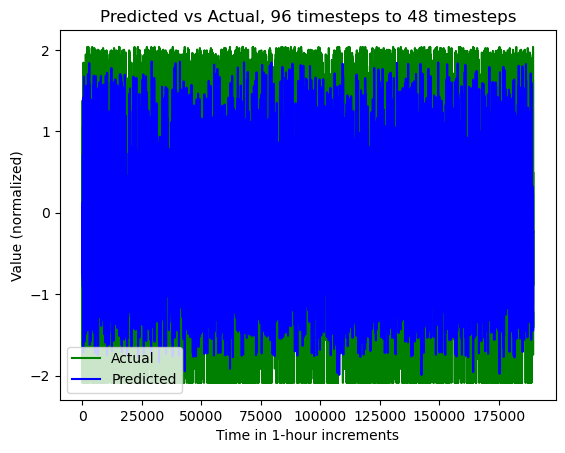 Predicted vs Actual, 96 timesteps to 48 timesteps
Value (normalized)
2
1
0
−1
−2
Actual
Predicted
0 25000 50000 75000 100000 125000 150000 175000
Time in 1-hour increments